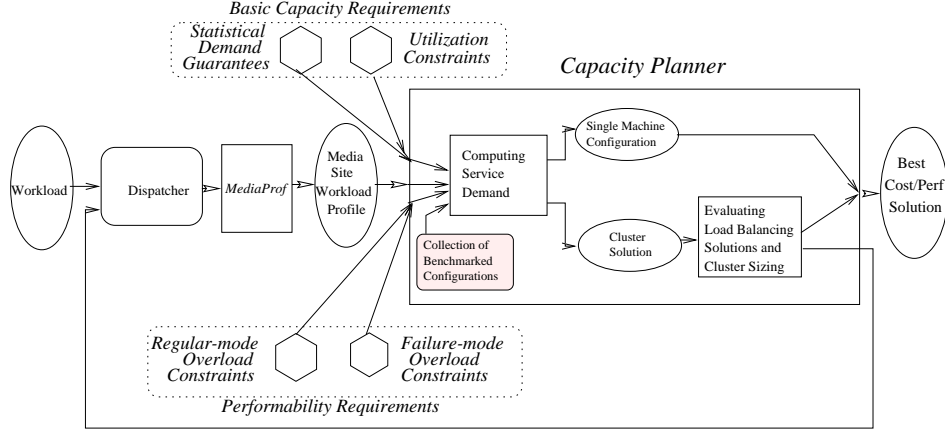 Basic Capacity Requirements
Statistical
Demand
Guarantees
Utilization
Constraints
Capacity Planner
Workload
Dispatcher
MediaProf
Media
Site
Workload
Profile
Computing
Service
Demand
Collection of
Benchmarked
Configurations
Single Machine
Configuration
Cluster
Solution
Evaluating
Load Balancing
Solutions and
Cluster Sizing
Best
Cost/Perf
Solution
Regular-mode
Overload
Constraints
Failure-mode
Overload
Constraints
Performability Requirements